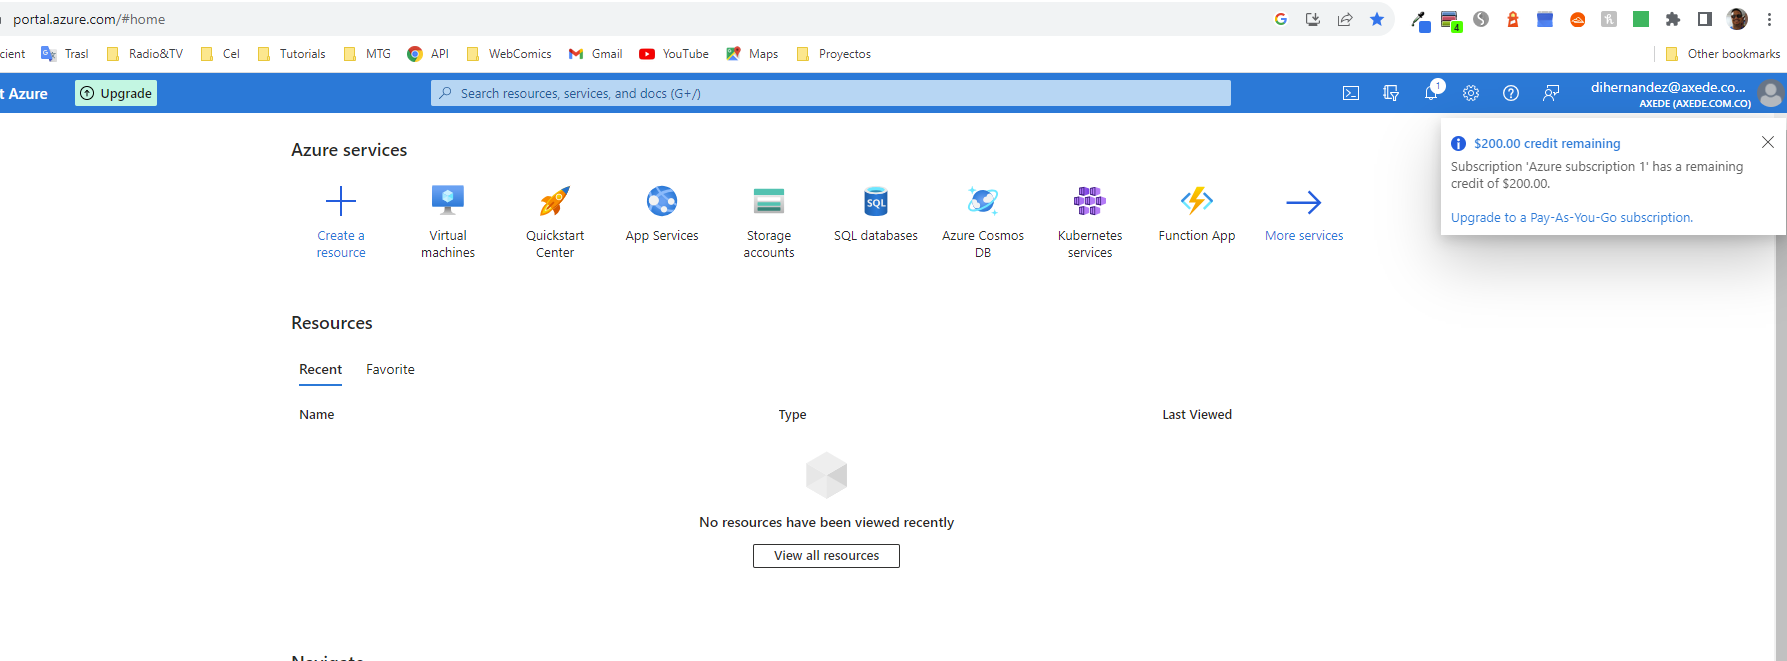 portal.azure.com/#home
4
cient Trasl Radio&TV Cel Tutorials MTG API WebComics Gmail YouTube Maps Proyectos Other bookmarks
t Azure Upgrade Search resources, services, and docs (G+/) 1 dihernandez@axede.co...
AXEDE (AXEDE.COM.CO)
$200.00 credit remaining
Subscription 'Azure subscription 1' has a remaining
credit of $200.00.
Upgrade to a Pay-As-You-Go subscription.
Azure services
SQL
Create a
resource
Virtual
machines
Quickstart
Center
App Services
Storage
accounts
SQL databases
Azure Cosmos
DB
Kubernetes
services
Function App
More services
Resources
Recent Favorite
Name Type Last Viewed
No resources have been viewed recently
View all resources
Navigate